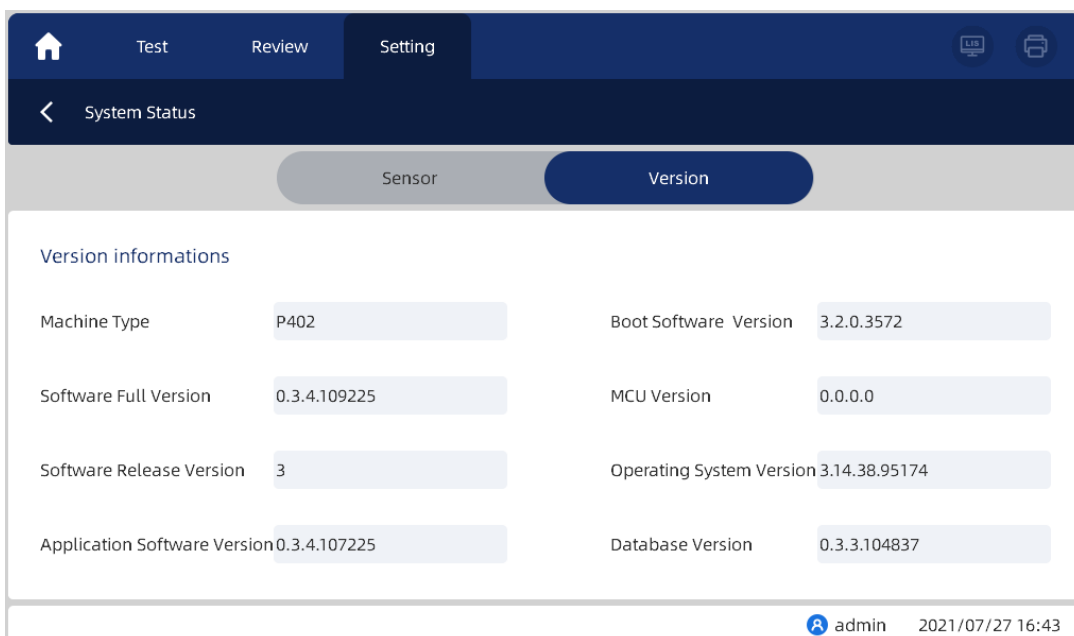 Test Review Setting LIS
System Status
Sensor Version
Version informations
Machine Type P402 Boot Software Version 3.2.0.3572
Software Full Version 0.3.4.109225 MCU Version 0.0.0.0
Software Release Version 3 Operating System Version 3.14.38.95174
Application Software Version 0.3.4.107225 Database Version 0.3.3.104837
admin 2021/07/27 16:43